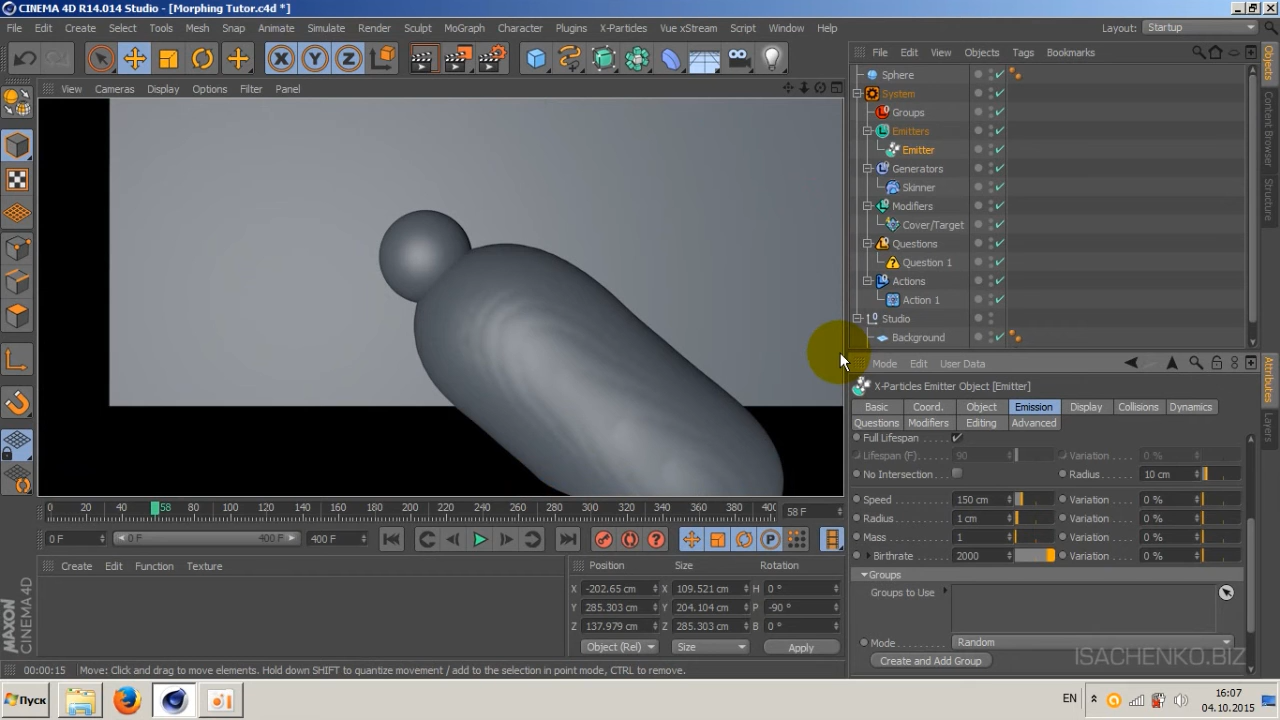 CINEMA 4D R14.014 Studio - [Morphing Tutor.c4d *]
File Edit Create Select Tools Mesh Snap Animate Simulate Render Sculpt MoGraph Character Plugins X-Particles Vue xStream Script Window Help Layout: Startup
X Y Z
File Edit View Objects Tags Bookmarks
Sphere
View Cameras Display Options Filter Panel
System
Groups
Emitters
Emitter
Generators
Skinner
Modifiers
Cover/Target
Questions
Question 1
Actions
Action 1
Studio
Background
Objects
Content Browser
Structure
Attributes
Layers
Mode Edit User Data
X-Particles Emitter Object [Emitter]
Basic Coord. Object Emission Display Collisions Dynamics
Questions Modifiers Editing Advanced
Full Lifespan
Lifespan (F) 90 Variation 0 %
No Intersection Radius 10 cm
Speed 150 cm Variation 0 %
Radius 1 cm Variation 0 %
Mass 1 Variation 0 %
Birthrate 2000 Variation 0 %
Groups
Groups to Use
Mode Random
Create and Add Group
0 20 40 58 80 100 120 140 160 180 200 220 240 260 280 300 320 340 360 380 400 58 F
0 F 0 F 400 F 400 F
P
Create Edit Function Texture
Position Size Rotation
X -202.65 cm X 109.521 cm H 0 °
Y 285.303 cm Y 204.104 cm P -90 °
Z 137.979 cm Z 285.303 cm B 0 °
Object (Rel) Size Apply
MAXON CINEMA 4D
00:00:15 Move: Click and drag to move elements. Hold down SHIFT to quantize movement / add to the selection in point mode, CTRL to remove.
ISACHENKO.BIZ
Пуск
EN
16:07
04.10.2015